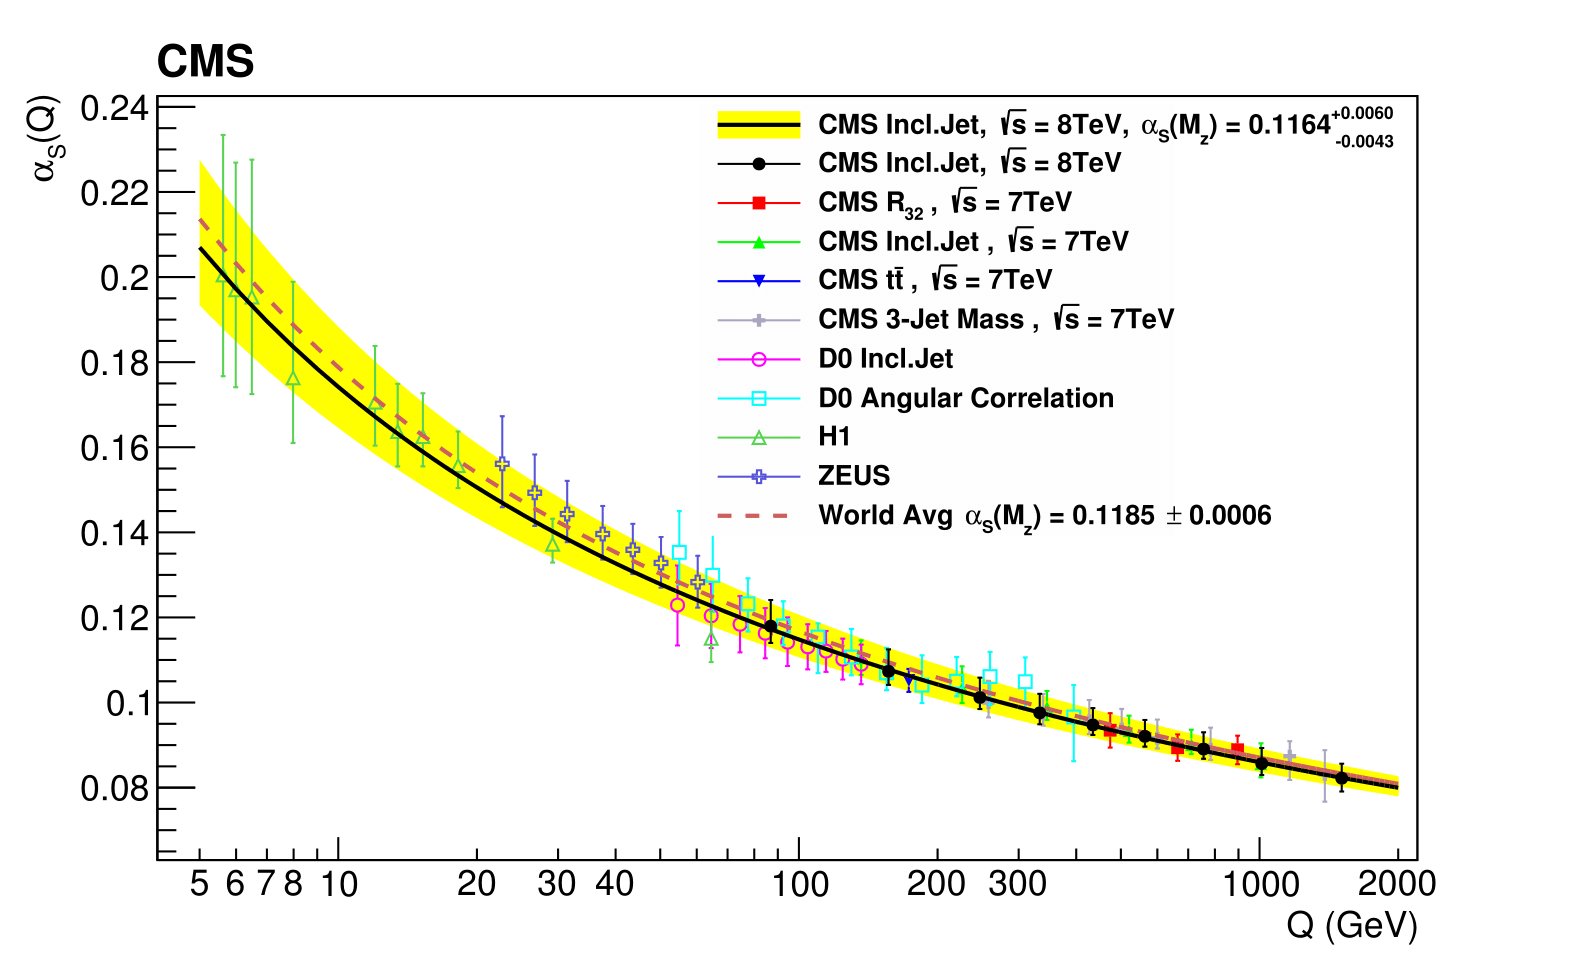 CMS
αS(Q)
0.24
0.22
0.2
0.18
0.16
0.14
0.12
0.1
0.08
CMS Incl.Jet, √s = 8TeV, αS(Mz) = 0.1164 +0.0060 -0.0043
CMS Incl.Jet, √s = 8TeV
CMS R32 , √s = 7TeV
CMS Incl.Jet , √s = 7TeV
CMS tt̄ , √s = 7TeV
CMS 3-Jet Mass , √s = 7TeV
D0 Incl.Jet
D0 Angular Correlation
H1
ZEUS
World Avg αS(Mz) = 0.1185 ± 0.0006
5 6 7 8 10 20 30 40 100 200 300 1000 2000
Q (GeV)